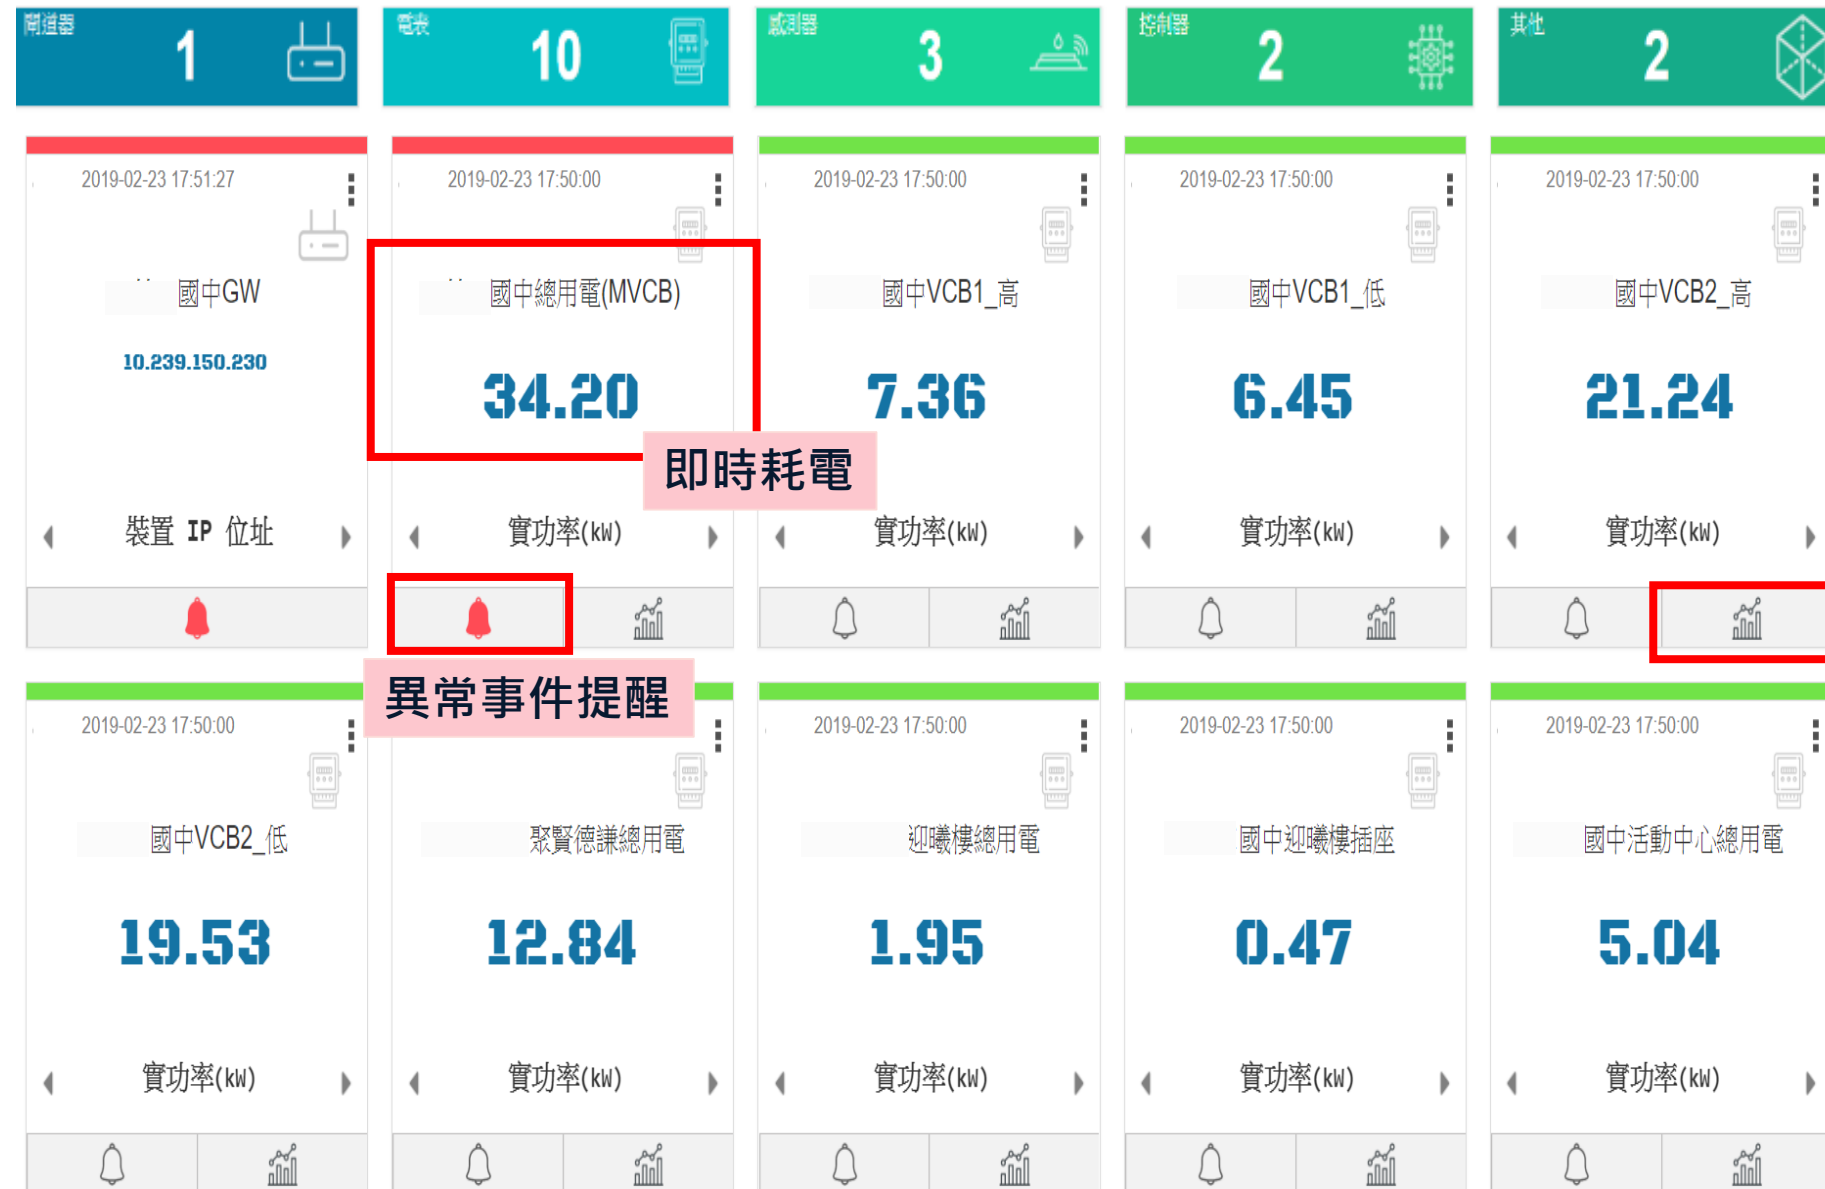 閘道器
1
電表
10
感測器
3
控制器
2
其他
2
2019-02-23 17:51:27
國中GW
10.239.150.230
裝置 IP 位址
2019-02-23 17:50:00
國中總用電(MVCB)
34.20
即時耗電
實功率(kW)
異常事件提醒
2019-02-23 17:50:00
國中VCB1_高
7.36
實功率(kW)
2019-02-23 17:50:00
國中VCB1_低
6.45
實功率(kW)
2019-02-23 17:50:00
國中VCB2_高
21.24
實功率(kW)
2019-02-23 17:50:00
國中VCB2_低
19.53
實功率(kW)
聚賢德謙總用電
12.84
實功率(kW)
2019-02-23 17:50:00
迎曦樓總用電
1.95
實功率(kW)
2019-02-23 17:50:00
國中迎曦樓插座
0.47
實功率(kW)
2019-02-23 17:50:00
國中活動中心總用電
5.04
實功率(kW)